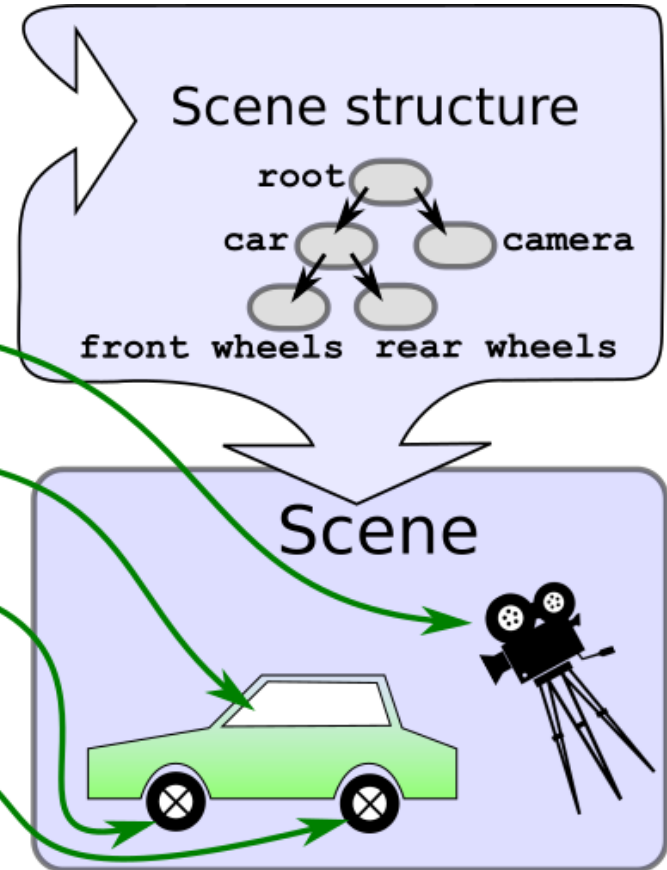 Scene structure
root
car camera
front wheels rear wheels
Scene